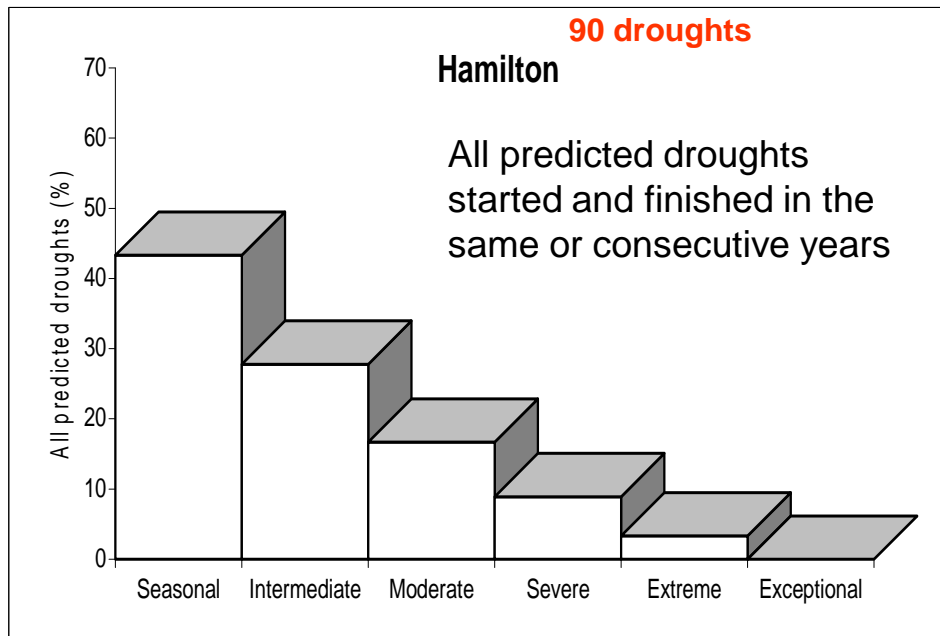 90 droughts
Hamilton
All predicted droughts
started and finished in the
same or consecutive years
All predicted droughts (%)
70
60
50
40
30
20
10
0
Seasonal Intermediate Moderate Severe Extreme Exceptional